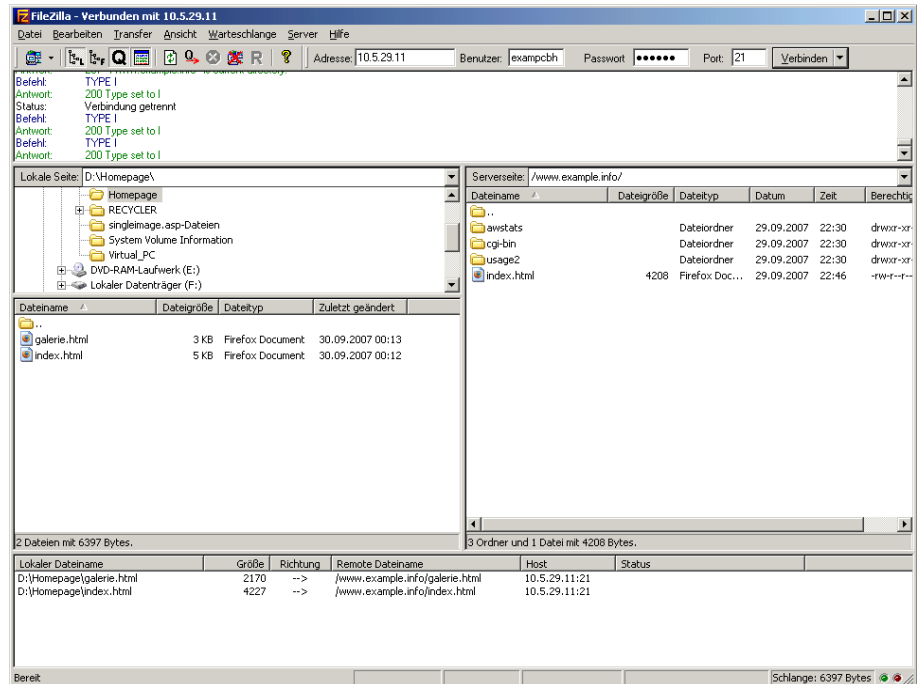 FileZilla - Verbunden mit 10.5.29.11
Datei Bearbeiten Transfer Ansicht Warteschlange Server Hilfe
Adresse: 10.5.29.11 Benutzer: exampcbh Passwort ●●●●●● Port: 21 Verbinden
Befehl: TYPE I
Antwort: 200 Type set to I
Status: Verbindung getrennt
Befehl: TYPE I
Antwort: 200 Type set to I
Befehl: TYPE I
Antwort: 200 Type set to I
Lokale Seite: D:\Homepage\
Homepage
RECYCLER
singleimage.asp-Dateien
System Volume Information
Virtual_PC
DVD-RAM-Laufwerk (E:)
Lokaler Datenträger (F:)
Dateiname Dateigröße Dateityp Zuletzt geändert
..
galerie.html 3 KB Firefox Document 30.09.2007 00:13
index.html 5 KB Firefox Document 30.09.2007 00:12
2 Dateien mit 6397 Bytes.
Serverseite: /www.example.info/
Dateiname Dateigröße Dateityp Datum Zeit Berechtig
..
awstats Dateiordner 29.09.2007 22:30 drwxr-xr-
cgi-bin Dateiordner 29.09.2007 22:30 drwxr-xr-
usage2 Dateiordner 29.09.2007 22:30 drwxr-xr-
index.html 4208 Firefox Doc... 29.09.2007 22:46 -rw-r--r--
3 Ordner und 1 Datei mit 4208 Bytes.
Lokaler Dateiname Größe Richtung Remote Dateiname Host Status
D:\Homepage\galerie.html 2170 --> /www.example.info/galerie.html 10.5.29.11:21
D:\Homepage\index.html 4227 --> /www.example.info/index.html 10.5.29.11:21
Bereit Schlange: 6397 Bytes